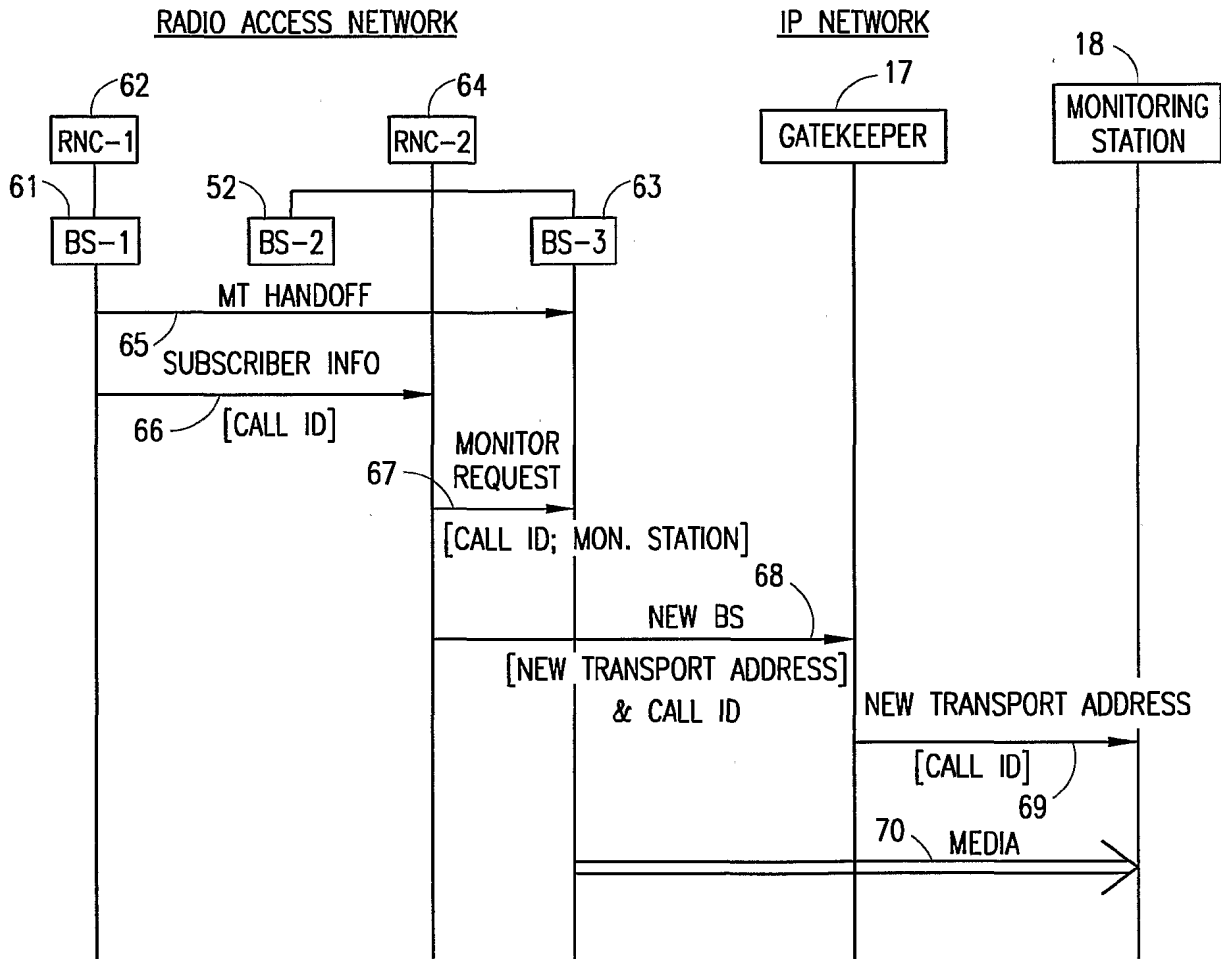 RADIO ACCESS NETWORK
IP NETWORK
62
64
17
18
RNC-1
RNC-2
GATEKEEPER
MONITORING
STATION
61
52
63
BS-1
BS-2
BS-3
MT HANDOFF
65
SUBSCRIBER INFO
66
[CALL ID]
MONITOR
REQUEST
67
[CALL ID; MON. STATION]
68
NEW BS
[NEW TRANSPORT ADDRESS]
& CALL ID
NEW TRANSPORT ADDRESS
[CALL ID]
69
70
MEDIA